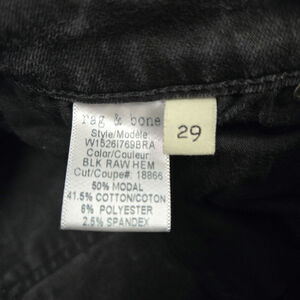 rag & bone
Style/Modèle:
W1526I769BRA
Color/Couleur
BLK RAW HEM
Cut/Coupe#: 18866
50% MODAL
41.5% COTTON/COTON
6% POLYESTER
2.5% SPANDEX
29